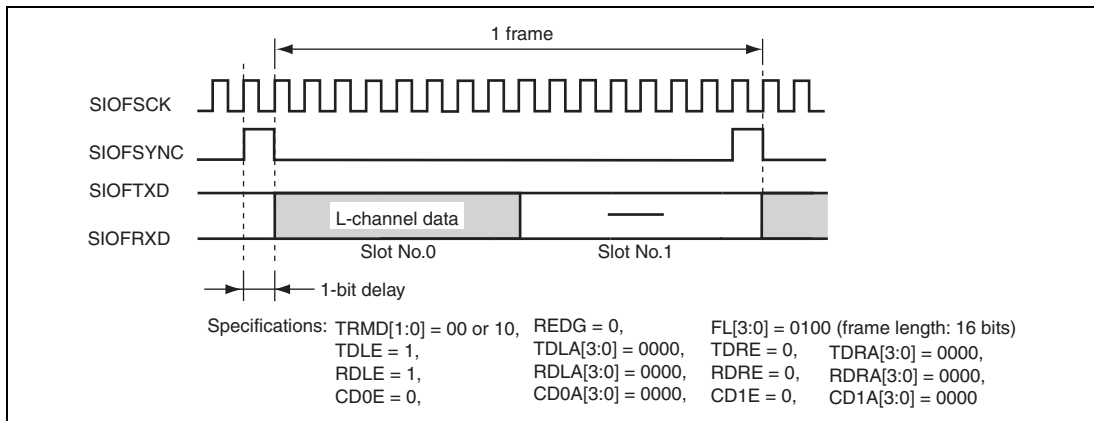 1 frame
SIOFSCK
SIOFSYNC
SIOFTXD
L-channel data
SIOFRXD
Slot No.0 Slot No.1
1-bit delay
Specifications: TRMD[1:0] = 00 or 10, REDG = 0, FL[3:0] = 0100 (frame length: 16 bits)
TDLE = 1, TDLA[3:0] = 0000, TDRE = 0, TDRA[3:0] = 0000,
RDLE = 1, RDLA[3:0] = 0000, RDRE = 0, RDRA[3:0] = 0000,
CD0E = 0, CD0A[3:0] = 0000, CD1E = 0, CD1A[3:0] = 0000